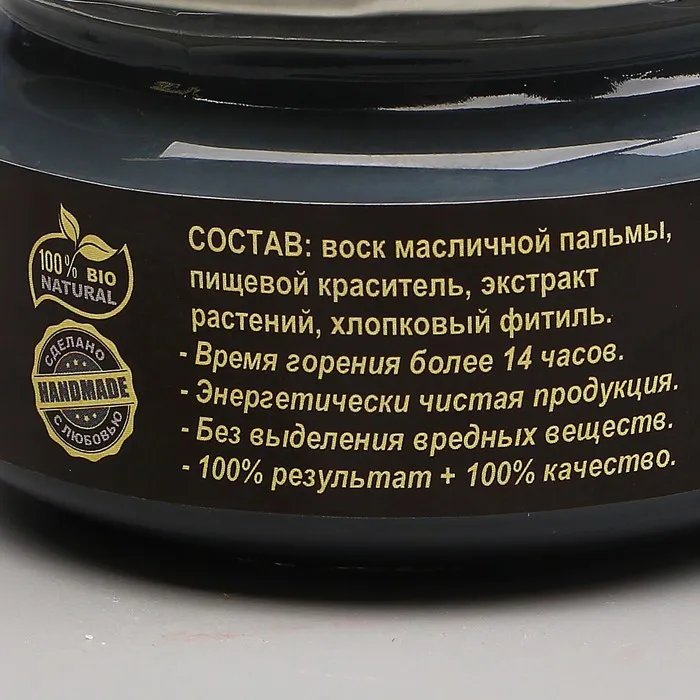 100% BIO
NATURAL
СДЕЛАНО
HANDMADE
С ЛЮБОВЬЮ
СОСТАВ: воск масличной пальмы,
пищевой краситель, экстракт
растений, хлопковый фитиль.
- Время горения более 14 часов.
- Энергетически чистая продукция.
- Без выделения вредных веществ.
- 100% результат + 100% качество.